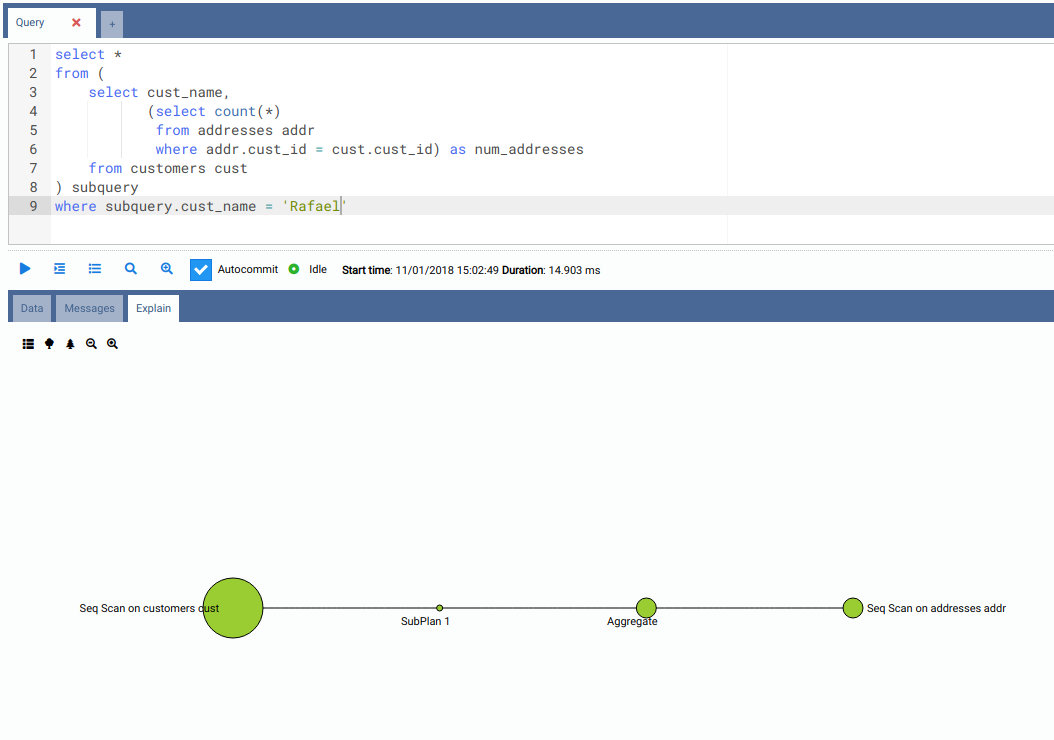 Query
+
1 select *
2 from (
3 select cust_name,
4 (select count(*)
5 from addresses addr
6 where addr.cust_id = cust.cust_id) as num_addresses
7 from customers cust
8 ) subquery
9 where subquery.cust_name = 'Rafael'
Autocommit Idle Start time: 11/01/2018 15:02:49 Duration: 14.903 ms
Data Messages Explain
Seq Scan on customers cust
SubPlan 1
Aggregate
Seq Scan on addresses addr